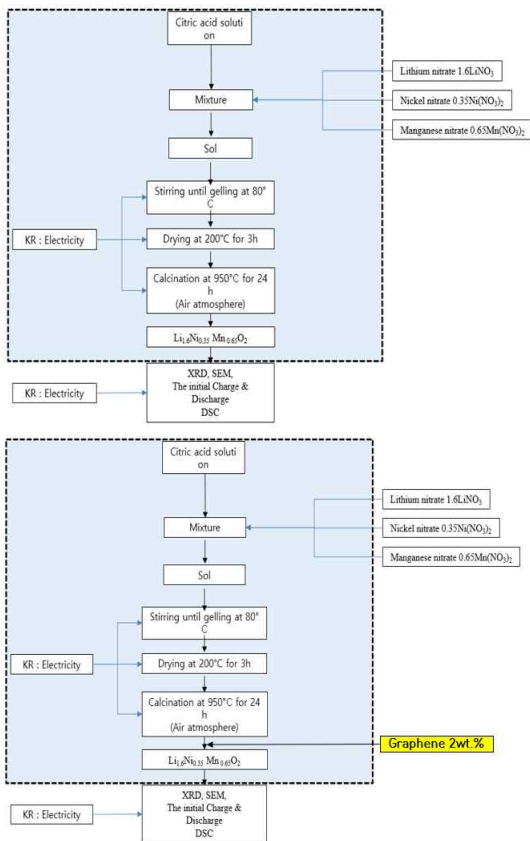 Citric acid soluti
on
Lithium nitrate 1.6LiNO3
Mixture
Nickel nitrate 0.35Ni(NO3)2
Manganese nitrate 0.65Mn(NO3)2
Sol
Stirring until gelling at 80°
C
KR : Electricity
Drying at 200°C for 3h
Calcination at 950°C for 24
h
(Air atmosphere)
Li1.6Ni0.35 Mn0.65O2
XRD, SEM,
The initial Charge &
Discharge
DSC
KR : Electricity
Citric acid soluti
on
Lithium nitrate 1.6LiNO3
Mixture
Nickel nitrate 0.35Ni(NO3)2
Manganese nitrate 0.65Mn(NO3)2
Sol
Stirring until gelling at 80°
C
KR : Electricity
Drying at 200°C for 3h
Calcination at 950°C for 24
h
(Air atmosphere)
Graphene 2wt.%
Li1.6Ni0.35 Mn0.65O2
XRD, SEM,
The initial Charge &
Discharge
DSC
KR : Electricity